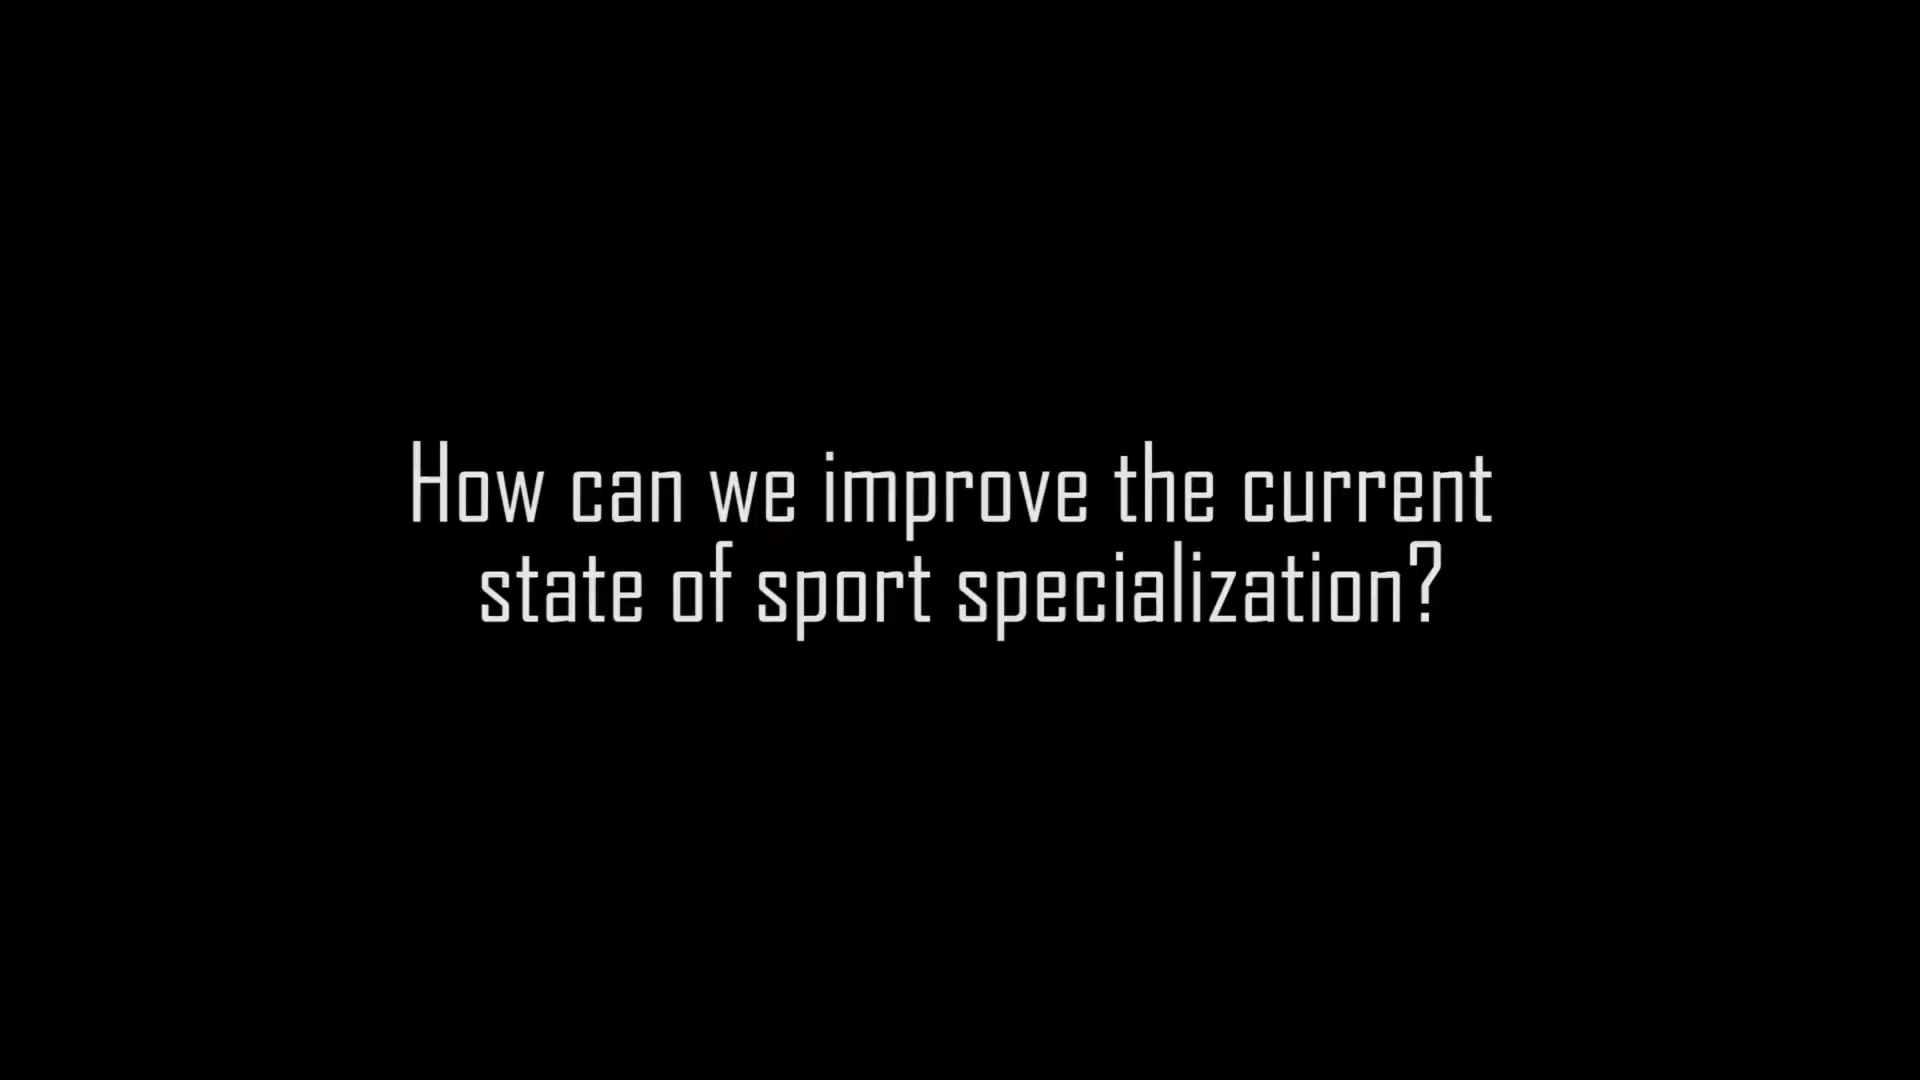 How can we improve the current
state of sport specialization?